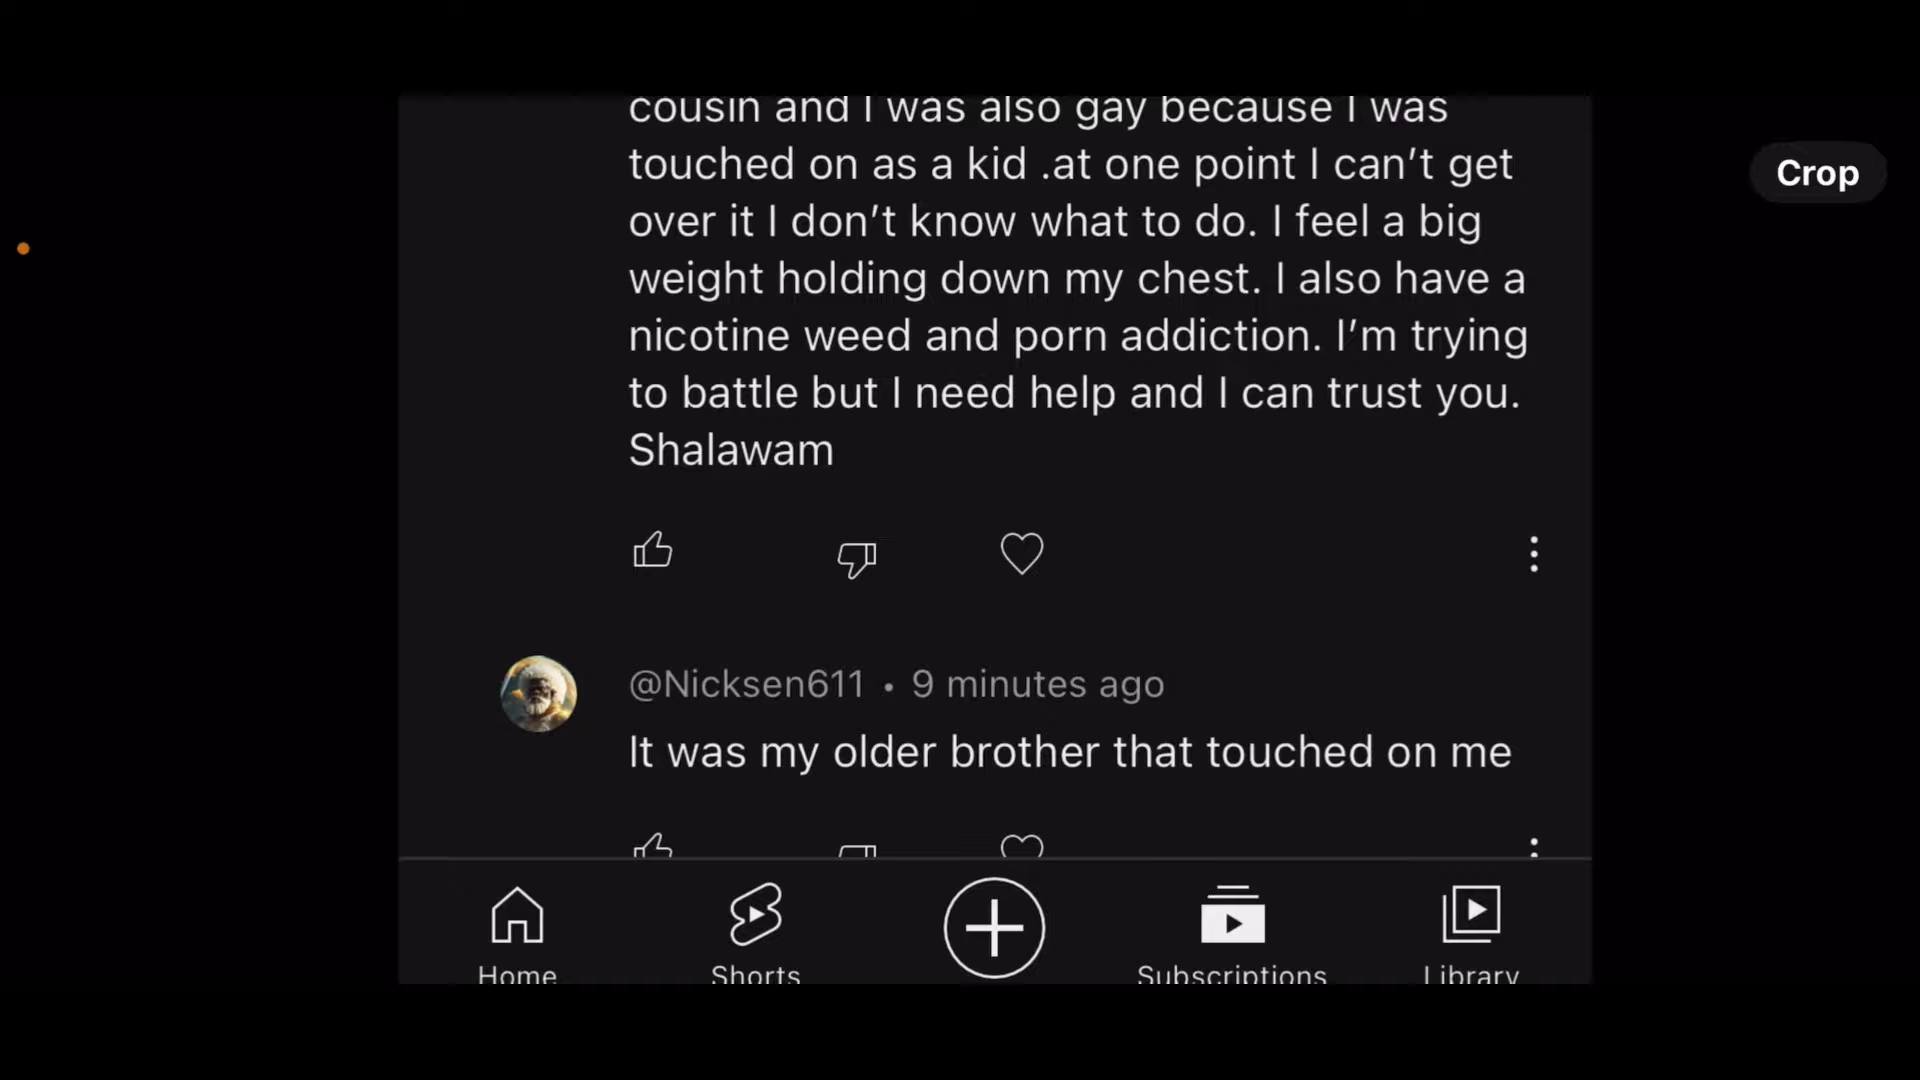 cousin and I was also gay because I was
touched on as a kid .at one point I can't get
over it I don't know what to do. I feel a big
weight holding down my chest. I also have a
nicotine weed and porn addiction. I'm trying
to battle but I need help and I can trust you.
Shalawam
Crop
@Nicksen611 • 9 minutes ago
It was my older brother that touched on me
Home
Shorts
Subscriptions
Library